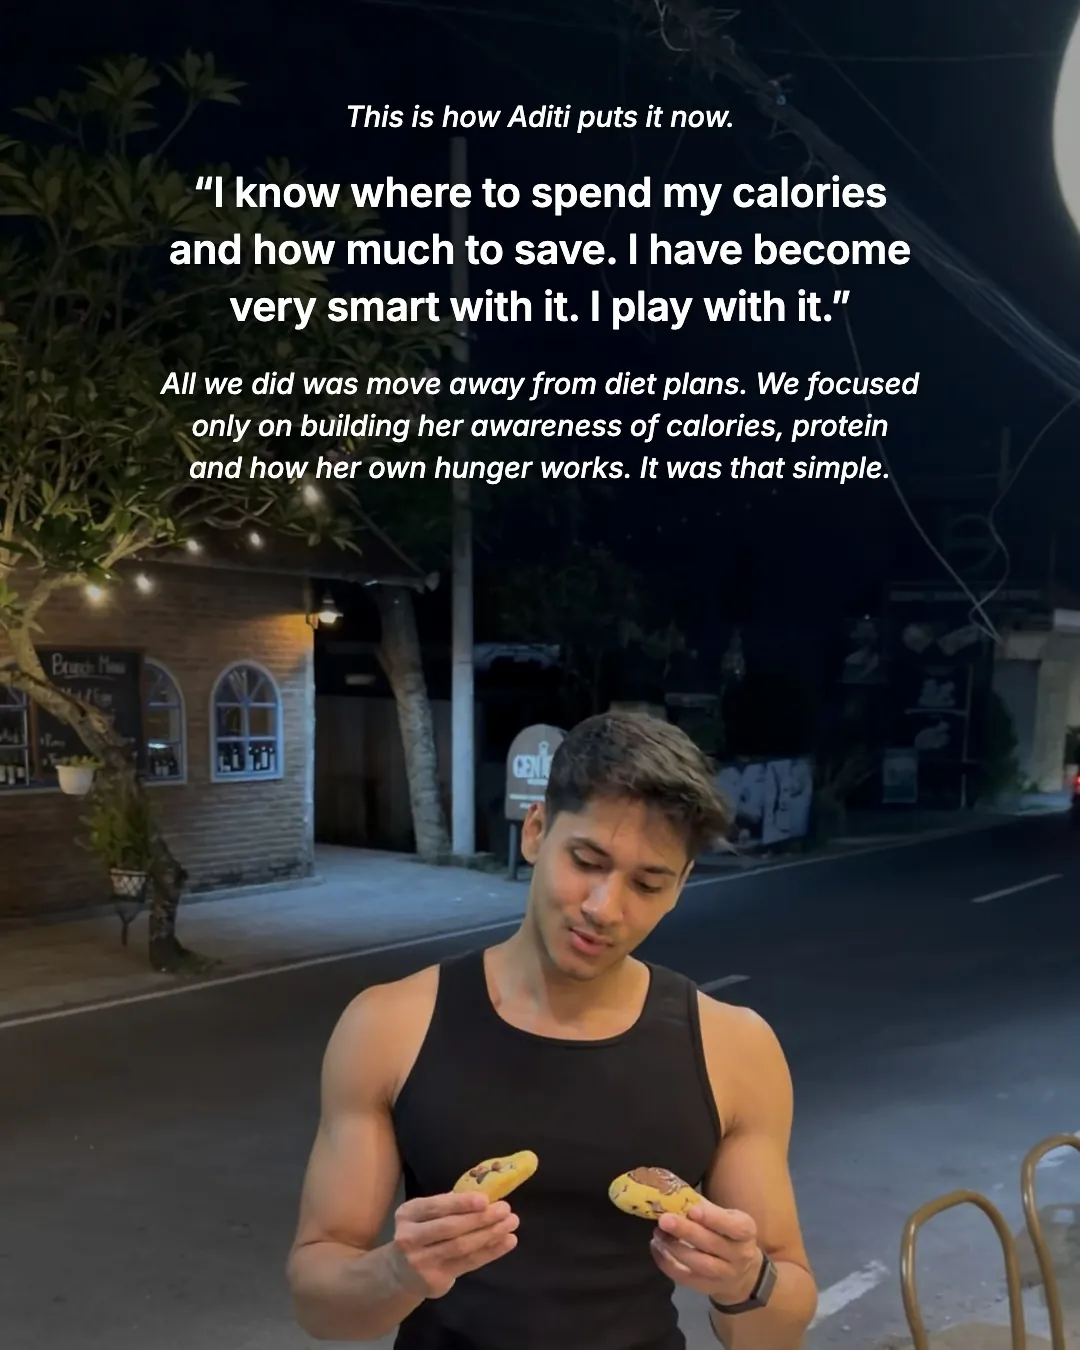 This is how Aditi puts it now.
“I know where to spend my calories
and how much to save. I have become
very smart with it. I play with it.”
All we did was move away from diet plans. We focused
only on building her awareness of calories, protein
and how her own hunger works. It was that simple.
Brunch Menu